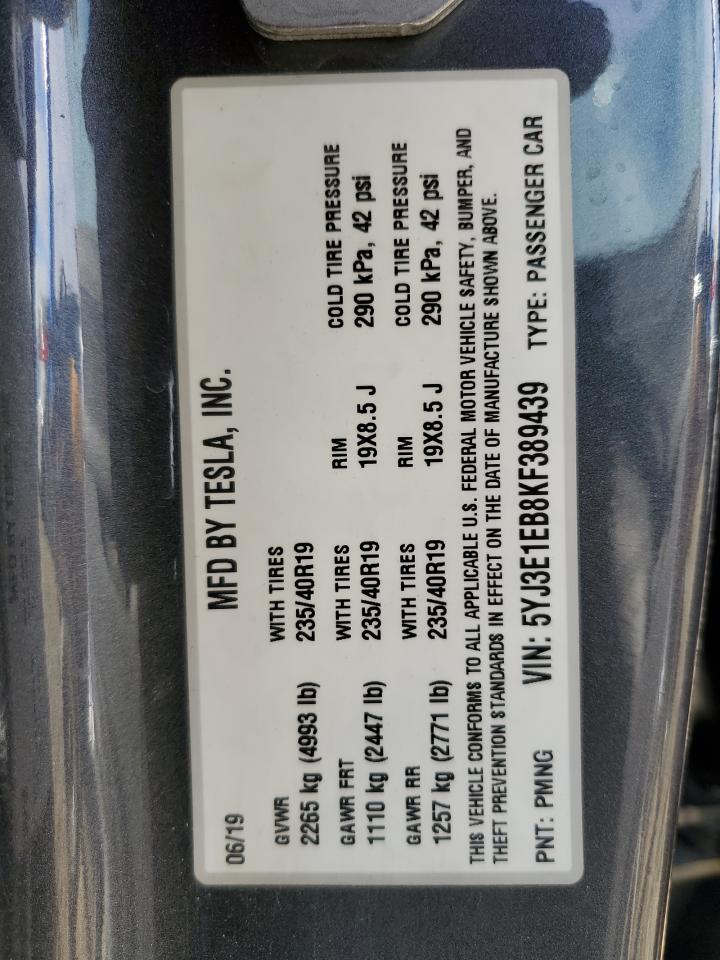 06/19 MFD BY TESLA, INC.
GVWR WITH TIRES
2265 kg (4993 lb) 235/40R19
GAWR FRT WITH TIRES RIM COLD TIRE PRESSURE
1110 kg (2447 lb) 235/40R19 19X8.5 J 290 kPa, 42 psi
GAWR RR WITH TIRES RIM COLD TIRE PRESSURE
1257 kg (2771 lb) 235/40R19 19X8.5 J 290 kPa, 42 psi
THIS VEHICLE CONFORMS TO ALL APPLICABLE U.S. FEDERAL MOTOR VEHICLE SAFETY, BUMPER, AND
THEFT PREVENTION STANDARDS IN EFFECT ON THE DATE OF MANUFACTURE SHOWN ABOVE.
PNT: PMNG VIN: 5YJ3E1EB8KF389439 TYPE: PASSENGER CAR